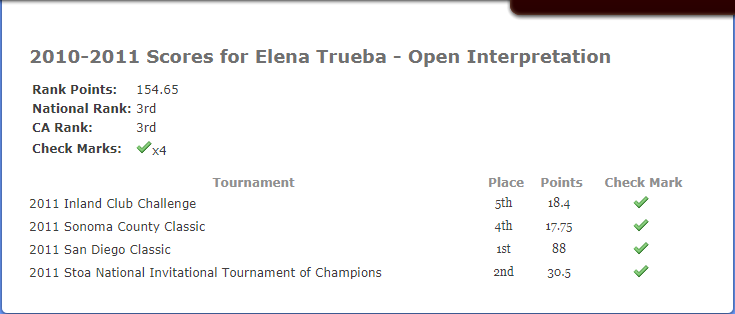 2010-2011 Scores for Elena Trueba - Open Interpretation
Rank Points: 154.65
National Rank: 3rd
CA Rank: 3rd
Check Marks: ✓x4
Tournament Place Points Check Mark
2011 Inland Club Challenge 5th 18.4 ✓
2011 Sonoma County Classic 4th 17.75 ✓
2011 San Diego Classic 1st 88 ✓
2011 Stoa National Invitational Tournament of Champions 2nd 30.5 ✓